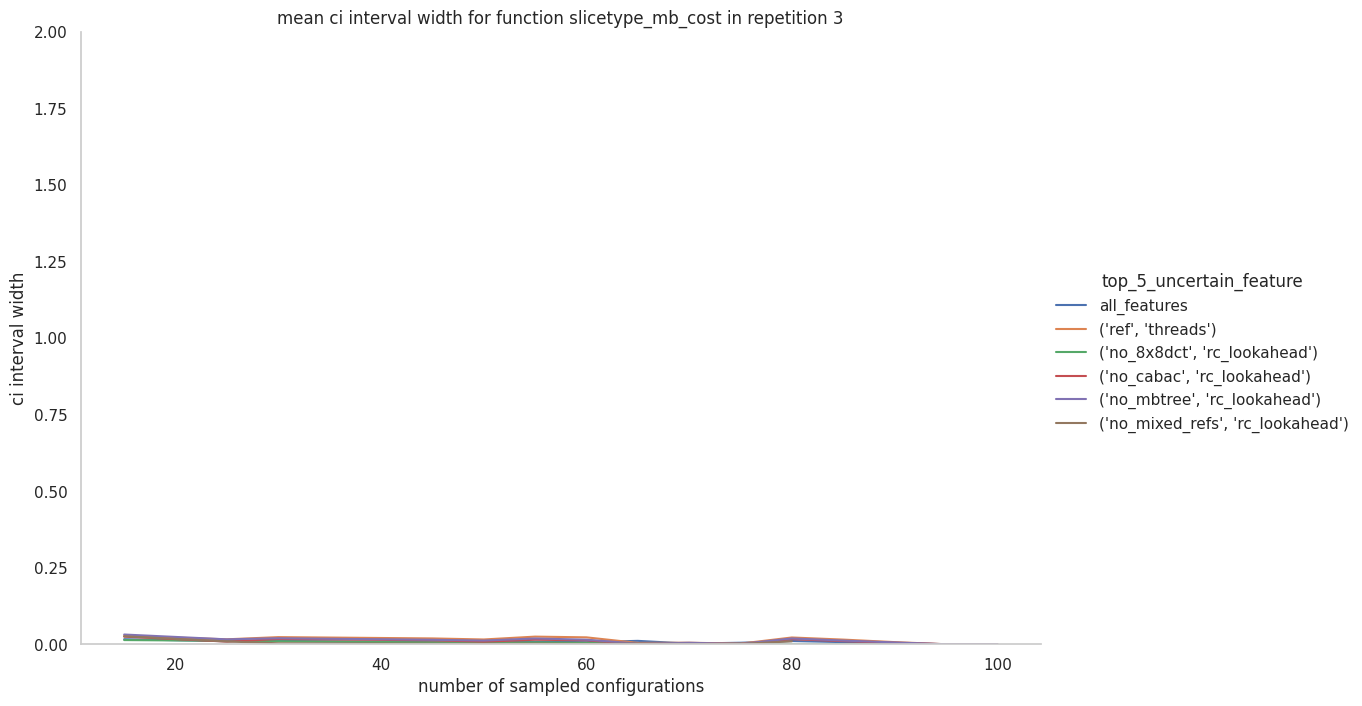 mean ci interval width for function slicetype_mb_cost in repetition 3
2.00
1.75
1.50
1.25
1.00
0.75
0.50
0.25
0.00
ci interval width
20
40
60
80
100
number of sampled configurations
top_5_uncertain_feature
all_features
('ref', 'threads')
('no_8x8dct', 'rc_lookahead')
('no_cabac', 'rc_lookahead')
('no_mbtree', 'rc_lookahead')
('no_mixed_refs', 'rc_lookahead')